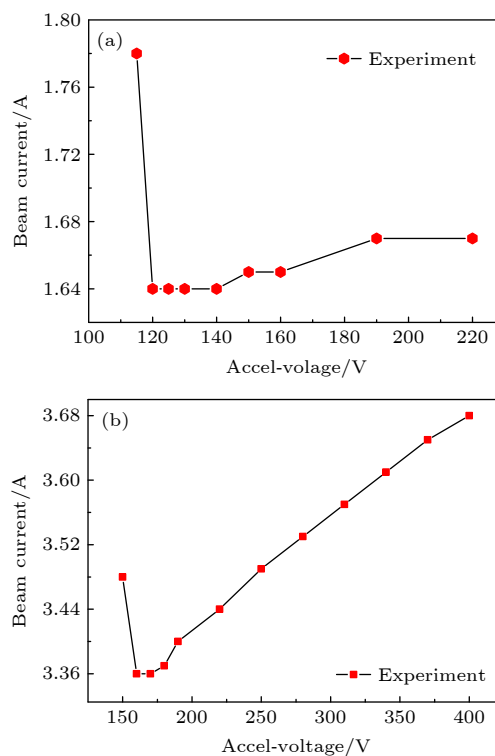 1.80
(a)
Experiment
1.76
1.72
1.68
1.64
Beam current/A
100 120 140 160 180 200 220
Accel-volage/V
3.68
(b)
3.60
3.52
3.44
3.36
Beam current/A
Experiment
150 200 250 300 350 400
Accel-voltage/V